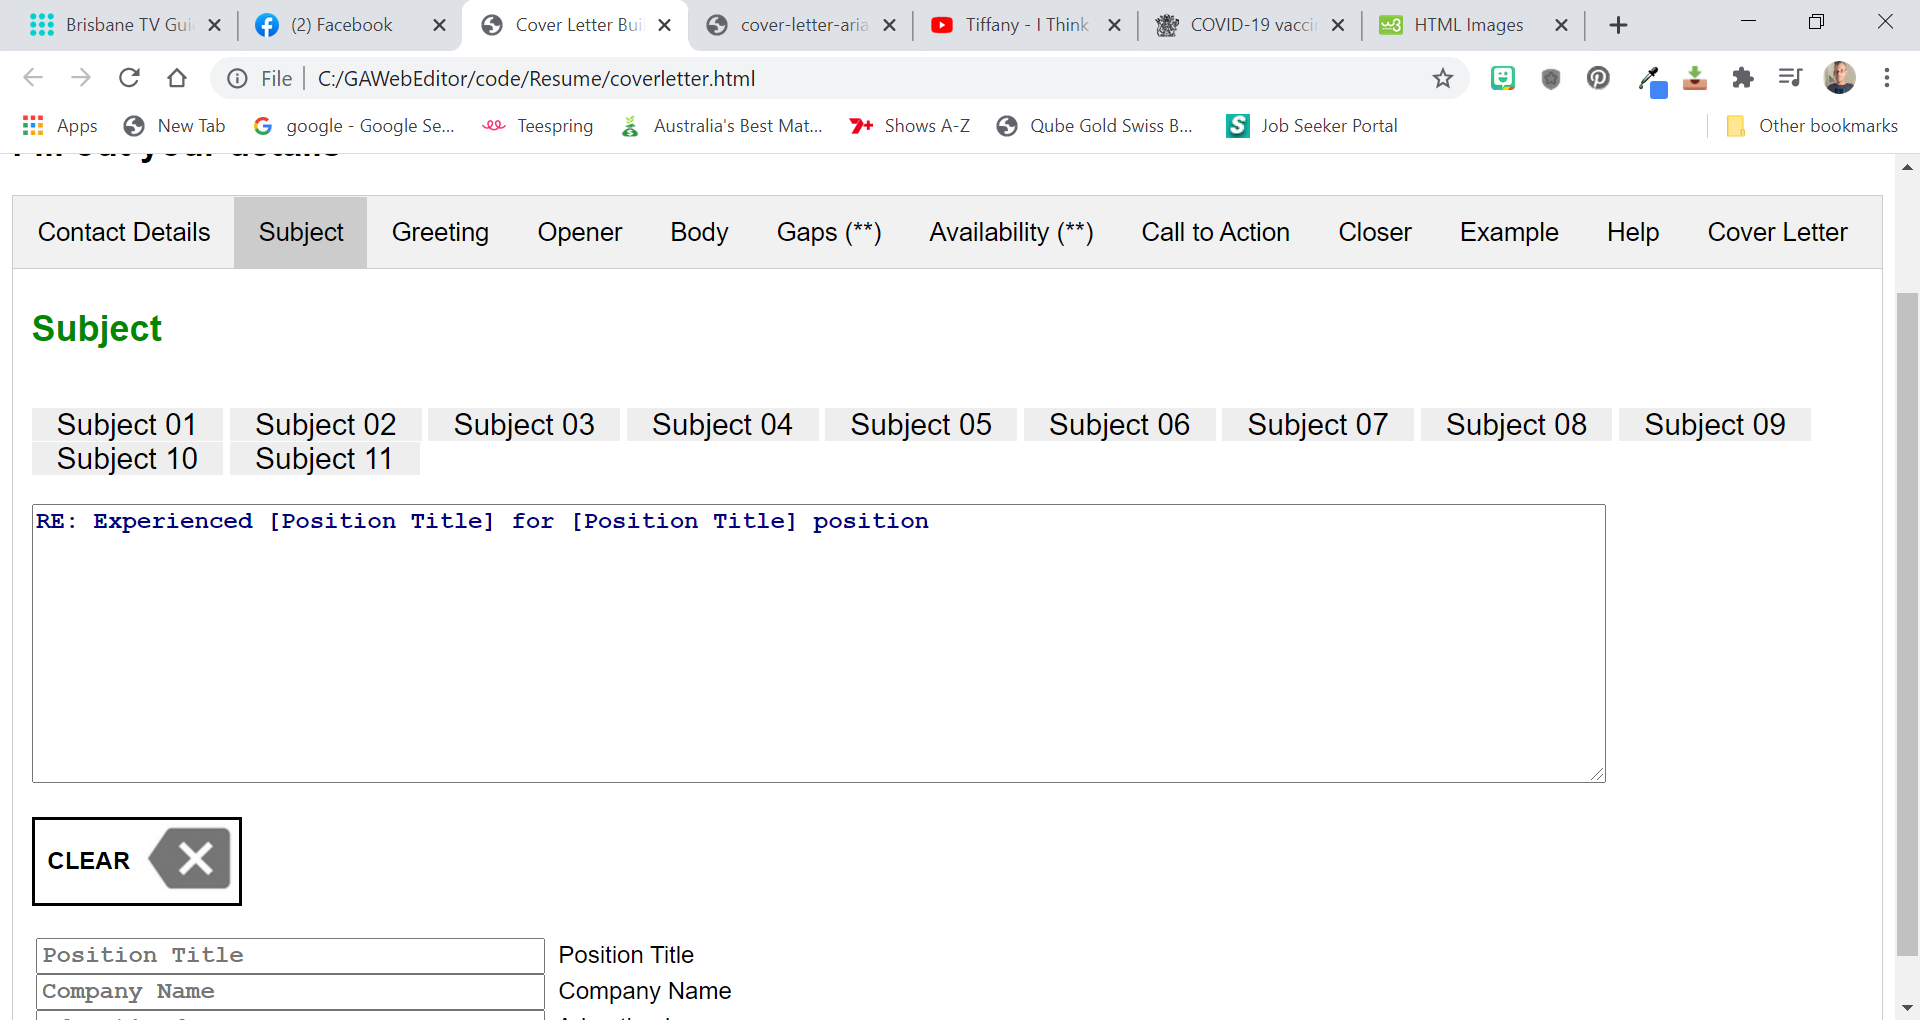 Brisbane TV Gui
(2) Facebook
Cover Letter Bui
cover-letter-aria
Tiffany - I Think
COVID-19 vacci
HTML Images
File
C:/GAWebEditor/code/Resume/coverletter.html
Apps
New Tab
google - Google Se...
Teespring
Australia's Best Mat...
7+ Shows A-Z
Qube Gold Swiss B...
S Job Seeker Portal
Other bookmarks
Fill out your details
Contact Details Subject Greeting Opener Body Gaps (**) Availability (**) Call to Action Closer Example Help Cover Letter
Subject
Subject 01 Subject 02 Subject 03 Subject 04 Subject 05 Subject 06 Subject 07 Subject 08 Subject 09
Subject 10 Subject 11
RE: Experienced [Position Title] for [Position Title] position
CLEAR
Position Title Position Title
Company Name Company Name